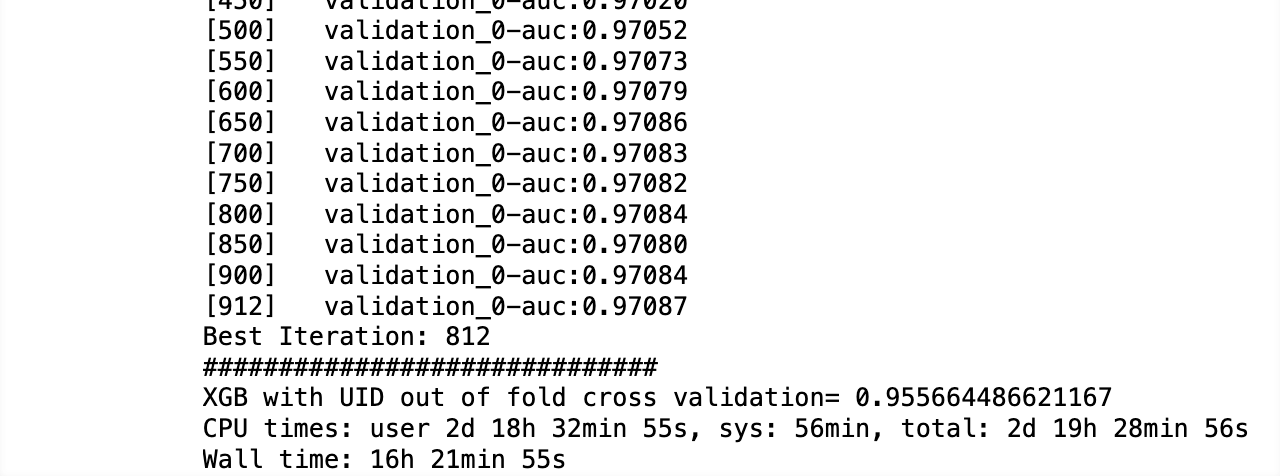 [450]   validation_0-auc:0.97020
[500]   validation_0-auc:0.97052
[550]   validation_0-auc:0.97073
[600]   validation_0-auc:0.97079
[650]   validation_0-auc:0.97086
[700]   validation_0-auc:0.97083
[750]   validation_0-auc:0.97082
[800]   validation_0-auc:0.97084
[850]   validation_0-auc:0.97080
[900]   validation_0-auc:0.97084
[912]   validation_0-auc:0.97087
Best Iteration: 812
##############################
XGB with UID out of fold cross validation= 0.955664486621167
CPU times: user 2d 18h 32min 55s, sys: 56min, total: 2d 19h 28min 56s
Wall time: 16h 21min 55s